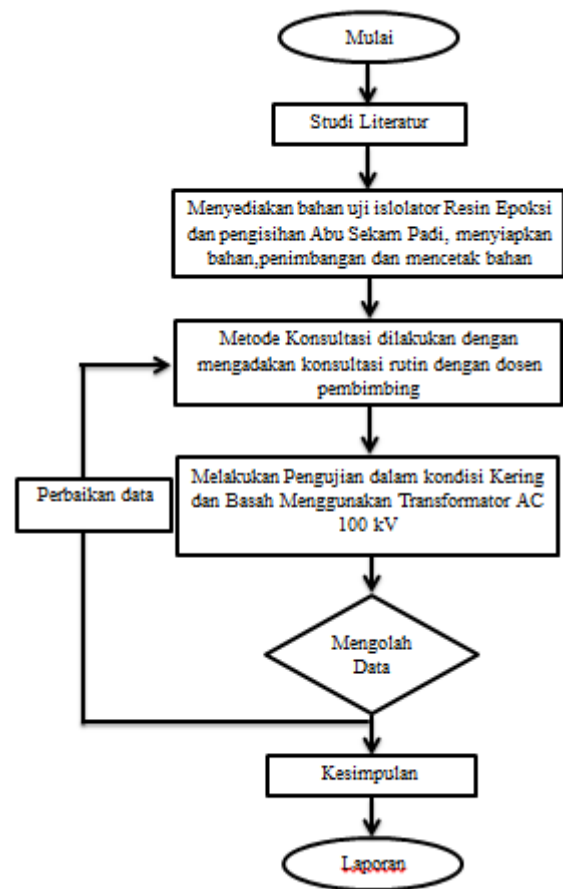 Mulai
Studi Literatur
Menyediakan bahan uji islolator Resin Epoksi
dan pengisihan Abu Sekam Padi, menyiapkan
bahan,penimbangan dan mencetak bahan
Metode Konsultasi dilakukan dengan
mengadakan konsultasi rutin dengan dosen
pembimbing
Perbaikan data
Melakukan Pengujian dalam kondisi Kering
dan Basah Menggunakan Transformator AC
100 kV
Mengolah
Data
Kesimpulan
Laporan